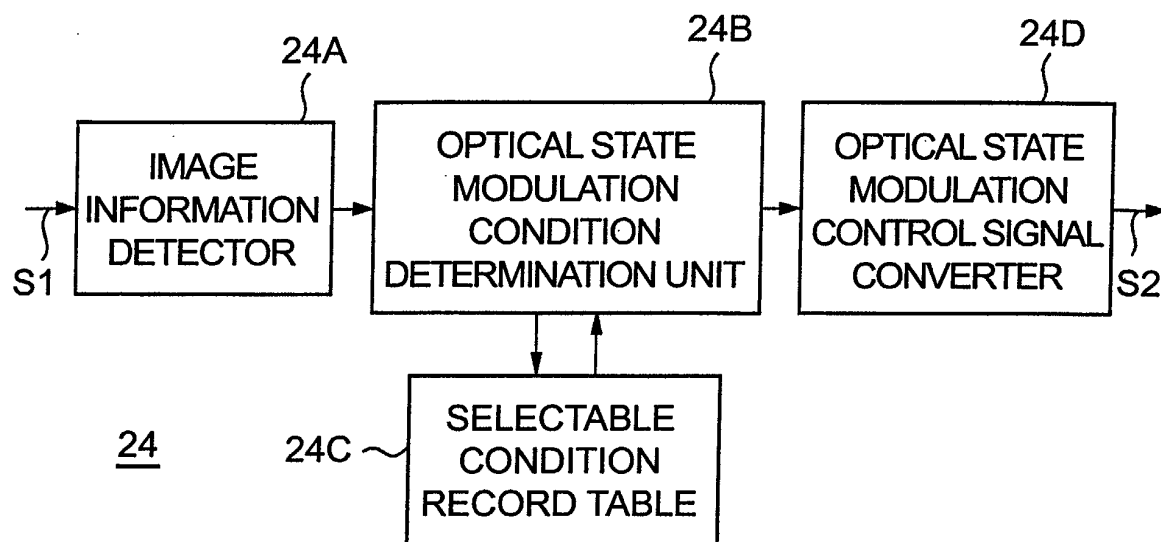 24A
24B
24D
IMAGE
INFORMATION
DETECTOR
OPTICAL STATE
MODULATION
CONDITION
DETERMINATION UNIT
OPTICAL STATE
MODULATION
CONTROL SIGNAL
CONVERTER
S1
S2
24
24C
SELECTABLE
CONDITION
RECORD TABLE